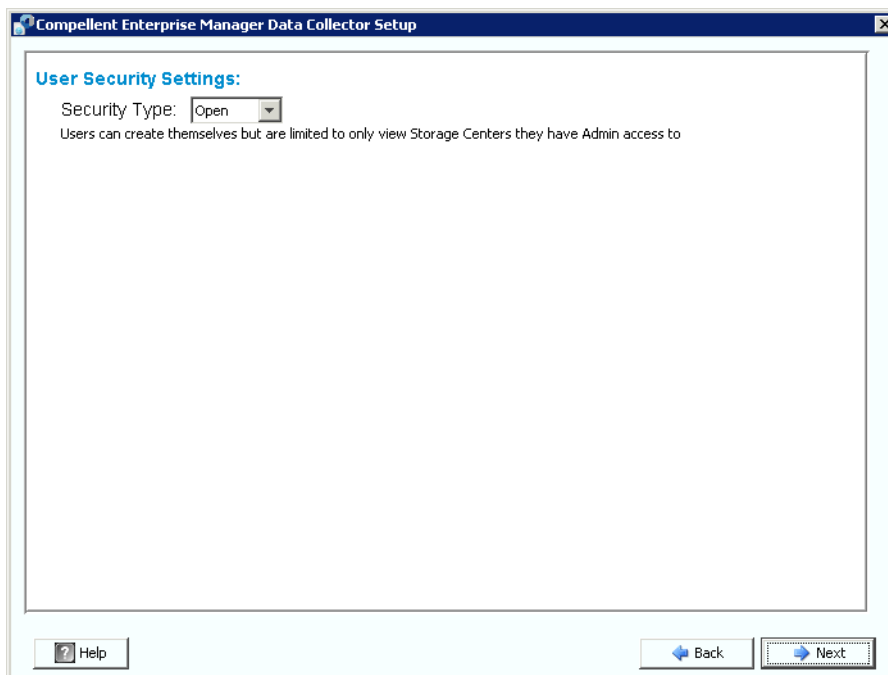 Compellent Enterprise Manager Data Collector Setup
User Security Settings:
Security Type: Open
Users can create themselves but are limited to only view Storage Centers they have Admin access to
? Help
Back
Next